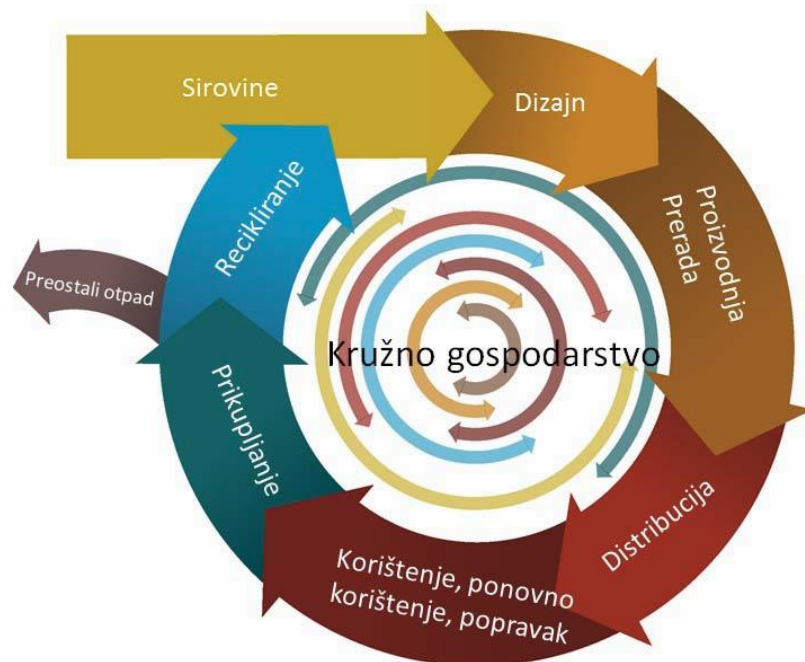 Sirovine
Dizajn
Proizvodnja
Prerada
Distribucija
Korištenje, ponovno
korištenje, popravak
Prikupljanje
Recikliranje
Preostali otpad
Kružno gospodarstvo